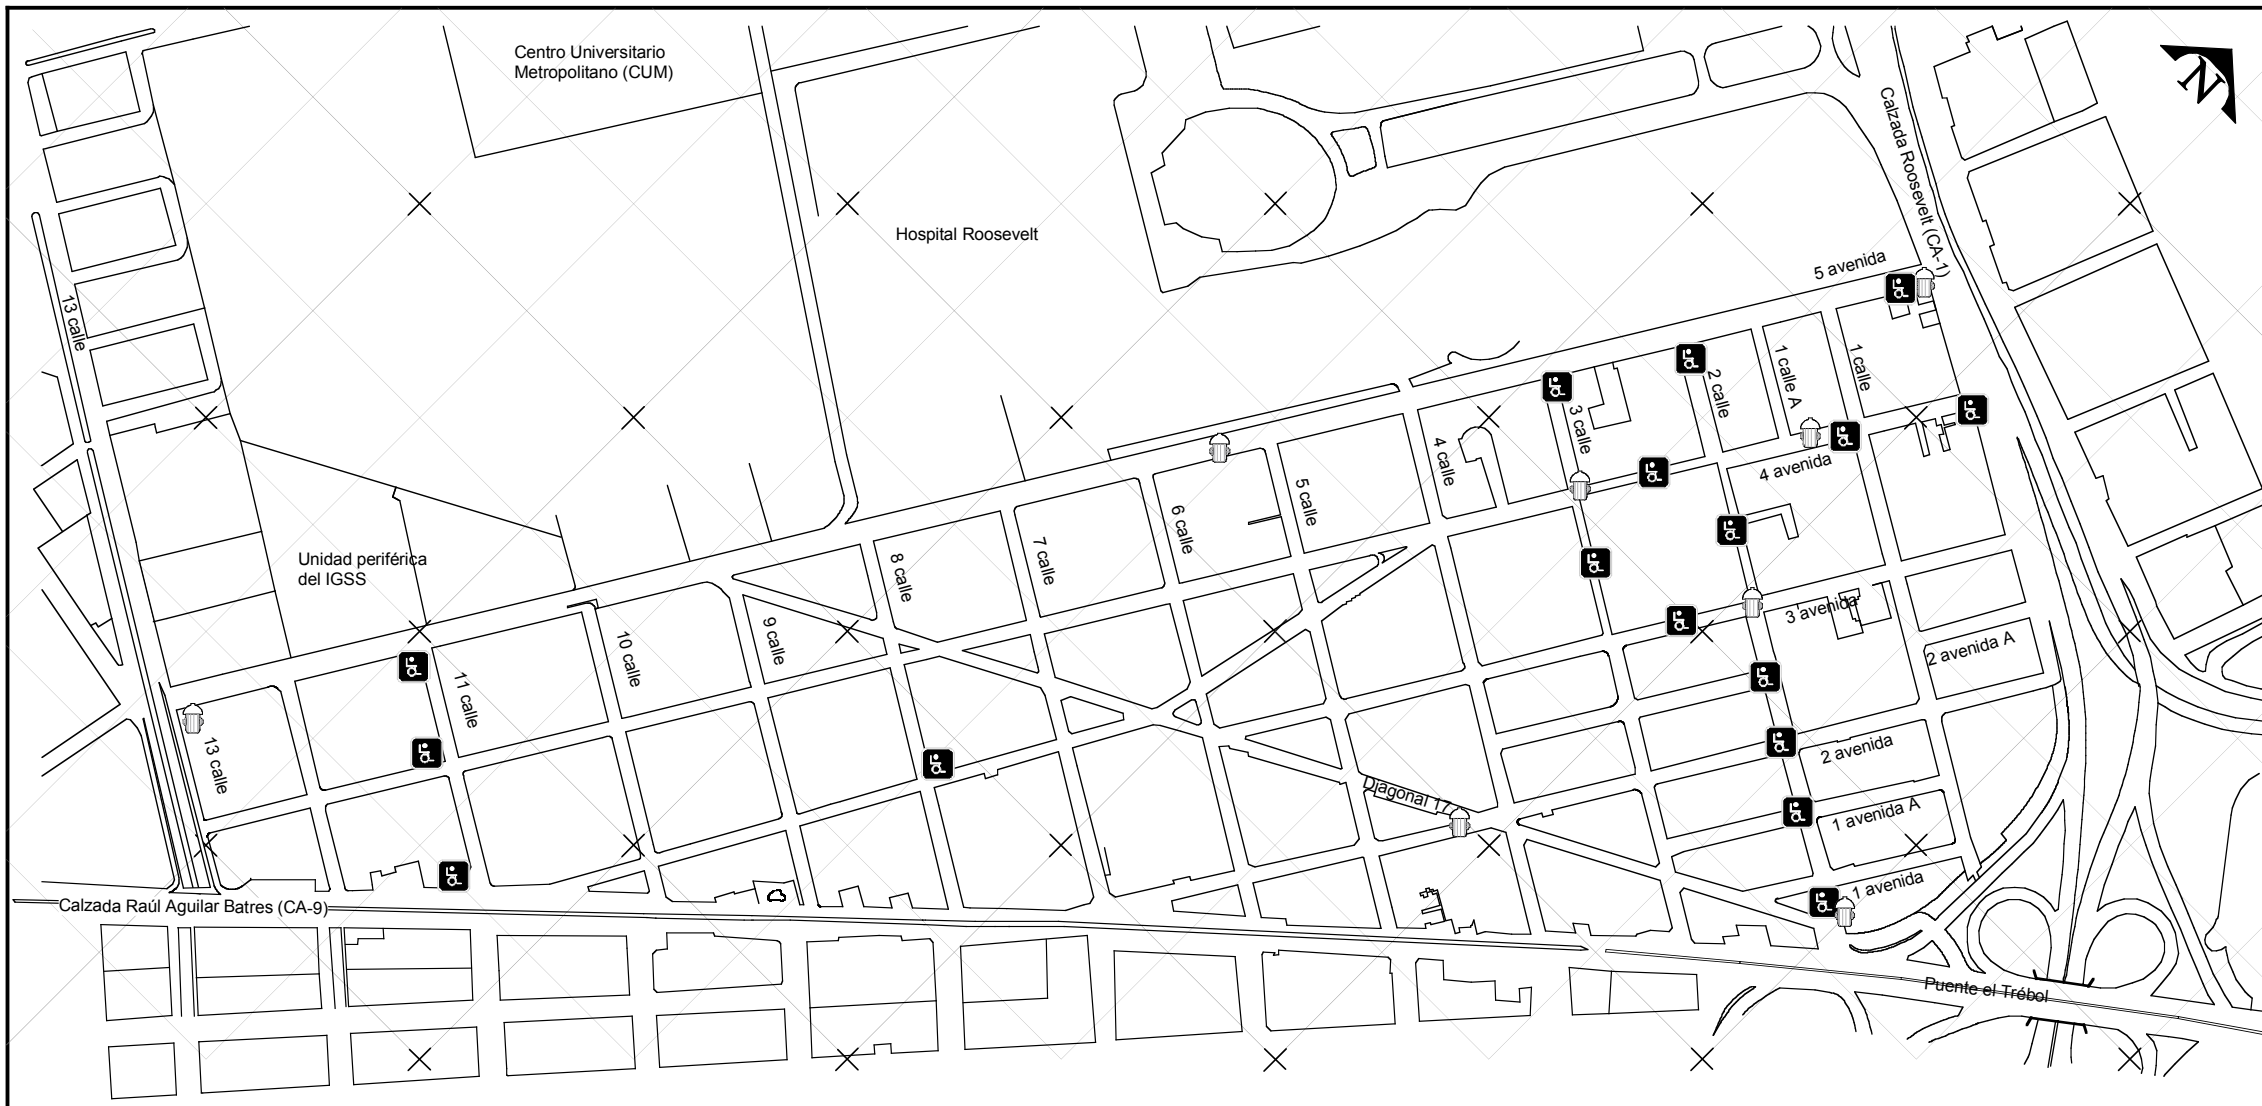 Centro Universitario
Metropolitano (CUM)
N
Calzada Roosevelt (CA-1)
Hospital Roosevelt
5 avenida
13 calle
1 calle A
1 calle
2 calle
3 calle
4 calle
4 avenida
5 calle
6 calle
7 calle
8 calle
Unidad periférica
del IGSS
3 avenida
9 calle
10 calle
2 avenida A
11 calle
13 calle
2 avenida
Diagonal 17
1 avenida A
1 avenida
Calzada Raúl Aguilar Batres (CA-9)
Puente el Trébol